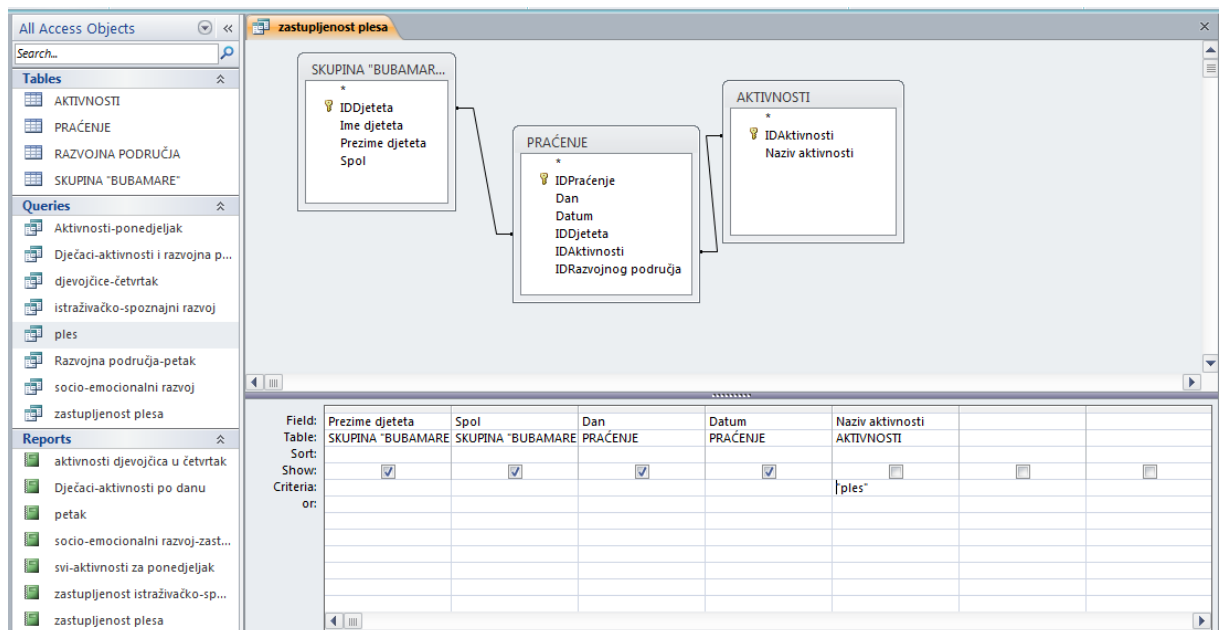 All Access Objects
Search...
Tables
AKTIVNOSTI
PRAĆENJE
RAZVOJNA PODRUČJA
SKUPINA "BUBAMARE"
Queries
Aktivnosti-ponedjeljak
Dječaci-aktivnosti i razvojna p...
djevojčice-četvrtak
istraživačko-spoznajni razvoj
ples
Razvojna područja-petak
socio-emocionalni razvoj
zastupljenost plesa
Reports
aktivnosti djevojčica u četvrtak
Dječaci-aktivnosti po danu
petak
socio-emocionalni razvoj-zast...
svi-aktivnosti za ponedjeljak
zastupljenost istraživačko-sp...
zastupljenost plesa
zastupljenost plesa
SKUPINA "BUBAMAR...
*
IDDjeteta
Ime djeteta
Prezime djeteta
Spol
PRAĆENJE
*
IDPraćenje
Dan
Datum
IDDjeteta
IDAktivnosti
IDRazvojnog područja
AKTIVNOSTI
*
IDAktivnosti
Naziv aktivnosti
Field: Prezime djeteta Spol Dan Datum Naziv aktivnosti
Table: SKUPINA "BUBAMARE SKUPINA "BUBAMARE PRAĆENJE PRAĆENJE AKTIVNOSTI
Sort:
Show:
Criteria: "ples"
or: